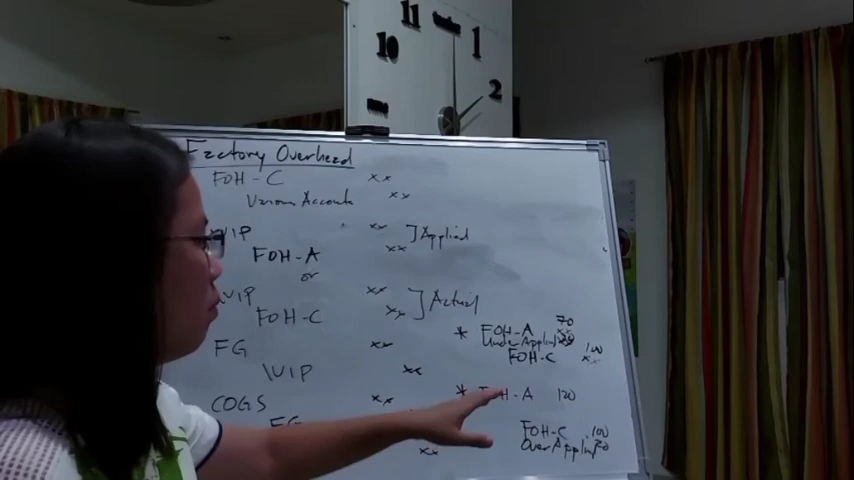 11
10
1
2
Factory Overhead
FOH - C xx
Various Accounts xx
WIP xx ] Applied
FOH - A xx
or
WIP xx ] Actual
FOH - C xx
* FOH - A 70
Under Applied
FOH - C 100
xx
FG xx
WIP xx
* FOH - A 120
COGS xx
FG
FOH - C 100
Over Applied 20
xx